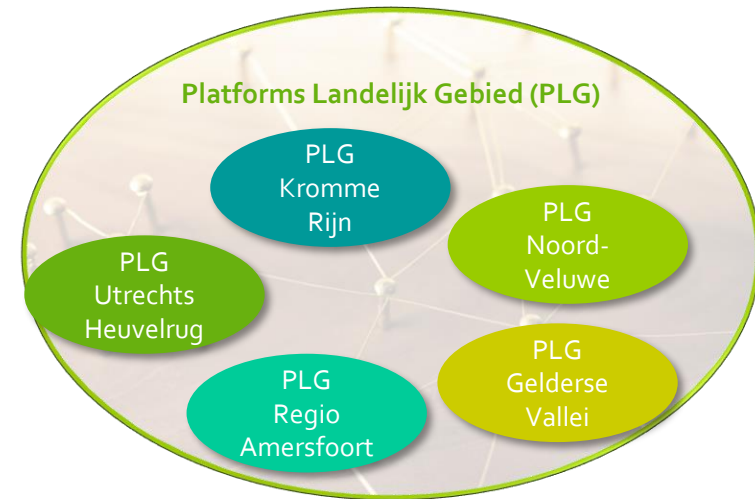 Platforms Landelijk Gebied (PLG)
PLG
Kromme
Rijn
PLG
Noord-
Veluwe
PLG
Utrechts
Heuvelrug
PLG
Gelderse
Vallei
PLG
Regio
Amersfoort